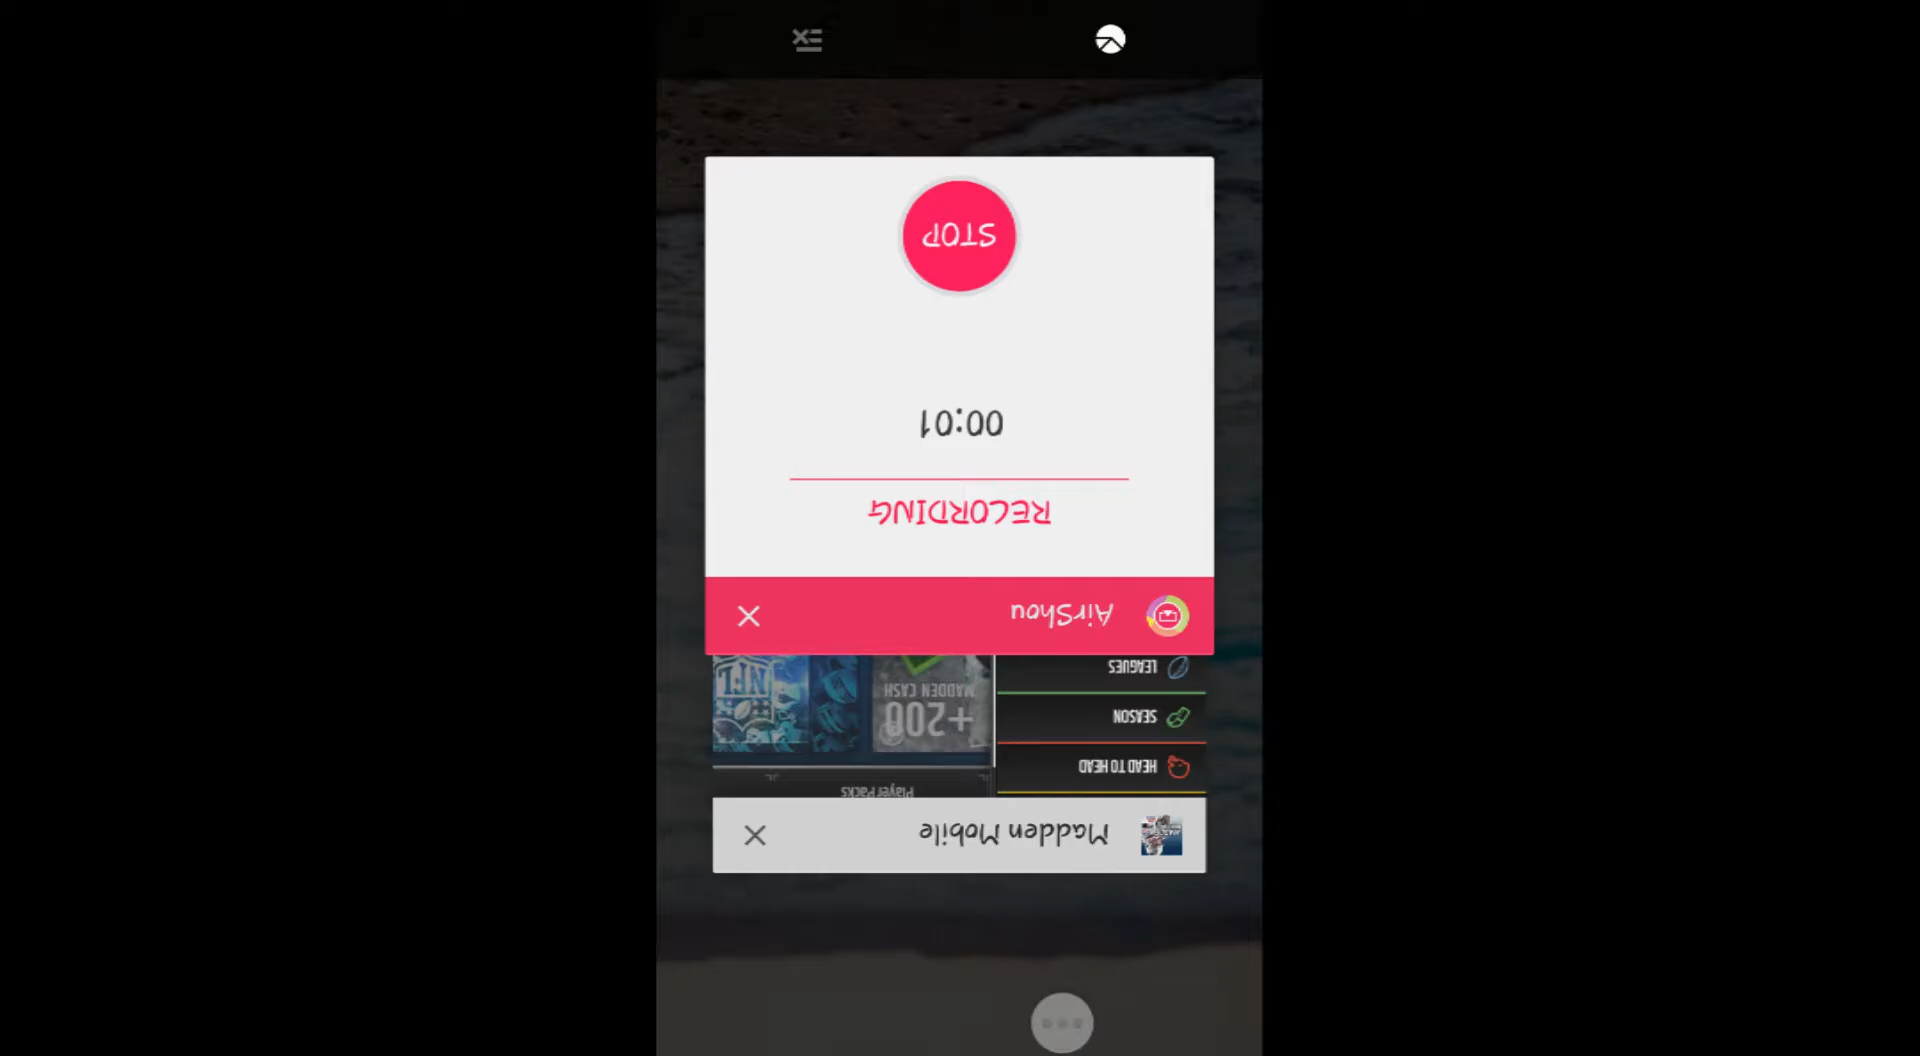 Madden Mobile
Player Packs
HEAD TO HEAD
+200
SEASON
MADDEN CASH
NFL
LEAGUES
AirShou
RECORDING
00:01
STOP